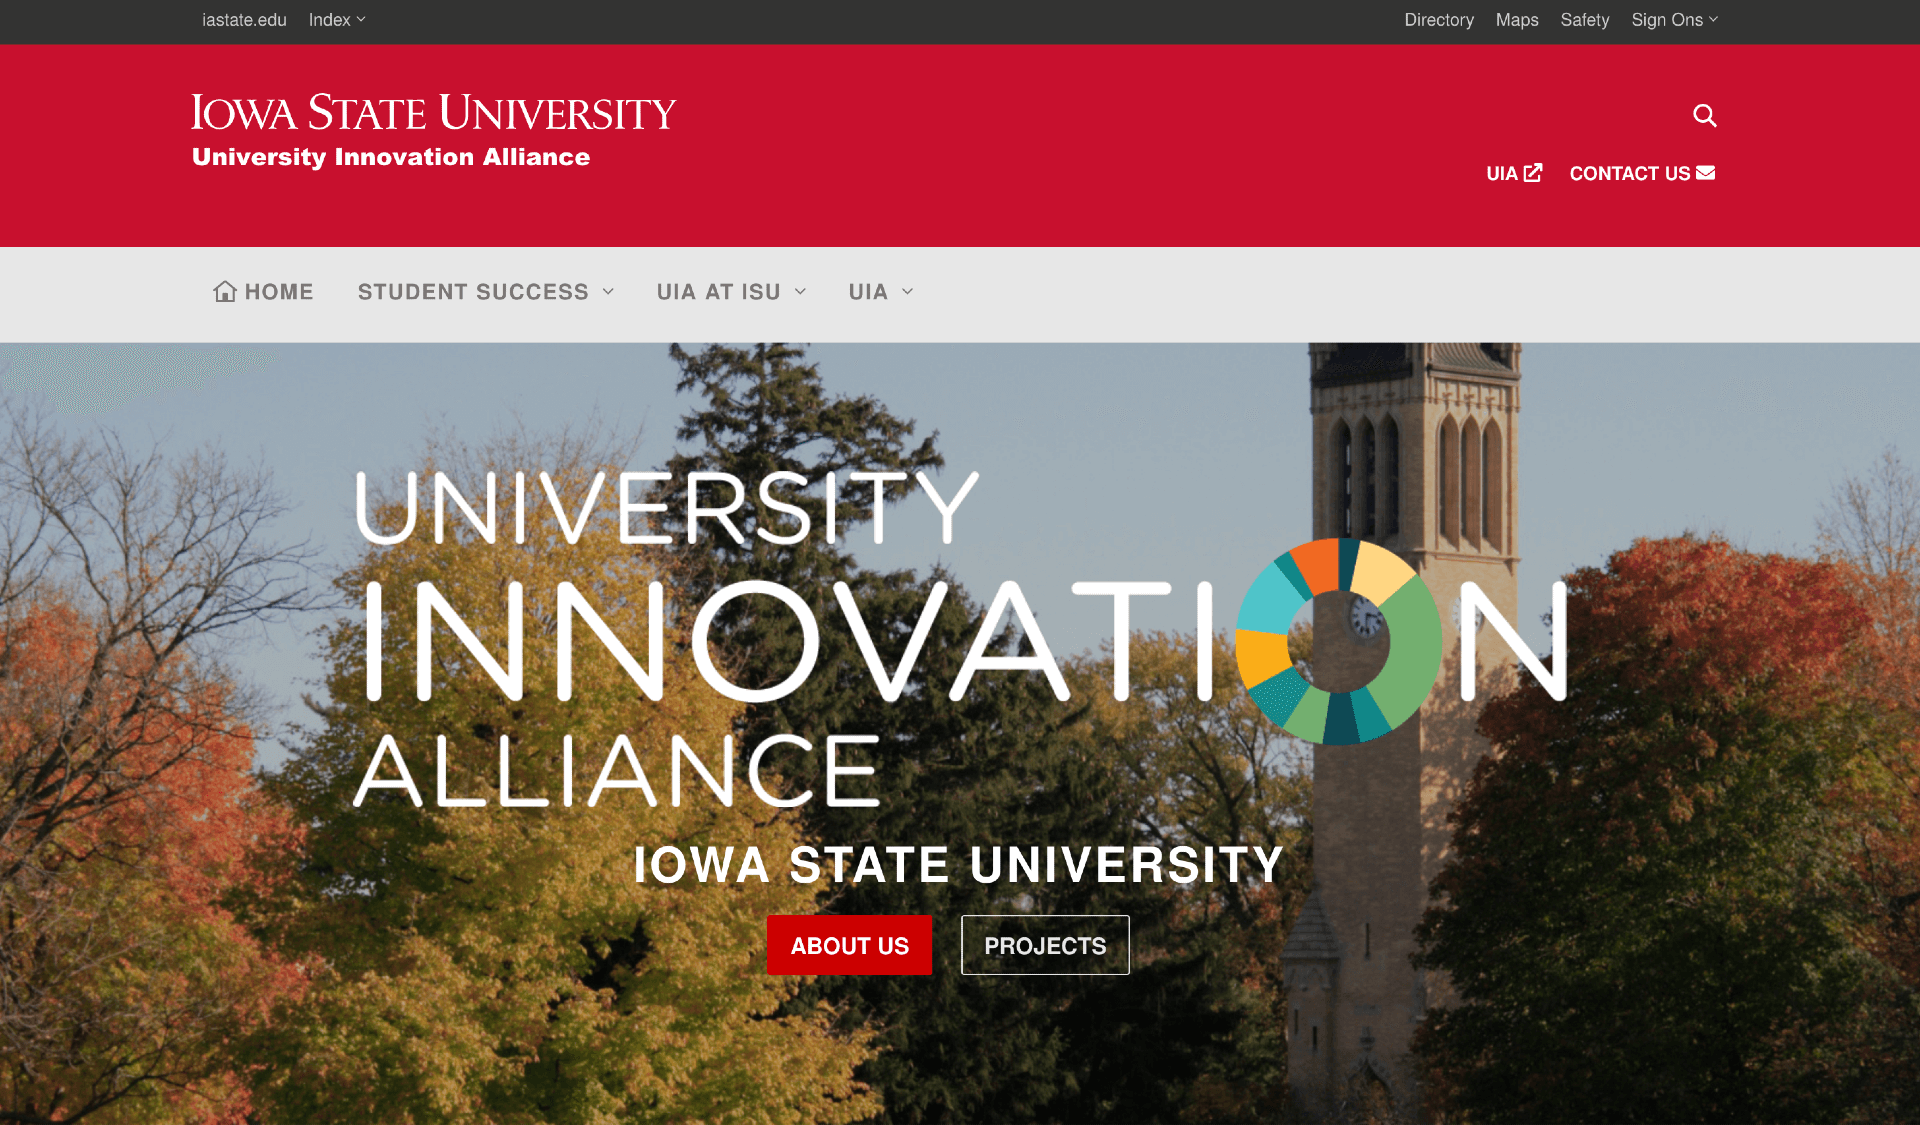 iastate.edu Index Directory Maps Safety Sign Ons
IOWA STATE UNIVERSITY
University Innovation Alliance
UIA CONTACT US
HOME STUDENT SUCCESS UIA AT ISU UIA
UNIVERSITY
INNOVATION
ALLIANCE
IOWA STATE UNIVERSITY
ABOUT US PROJECTS